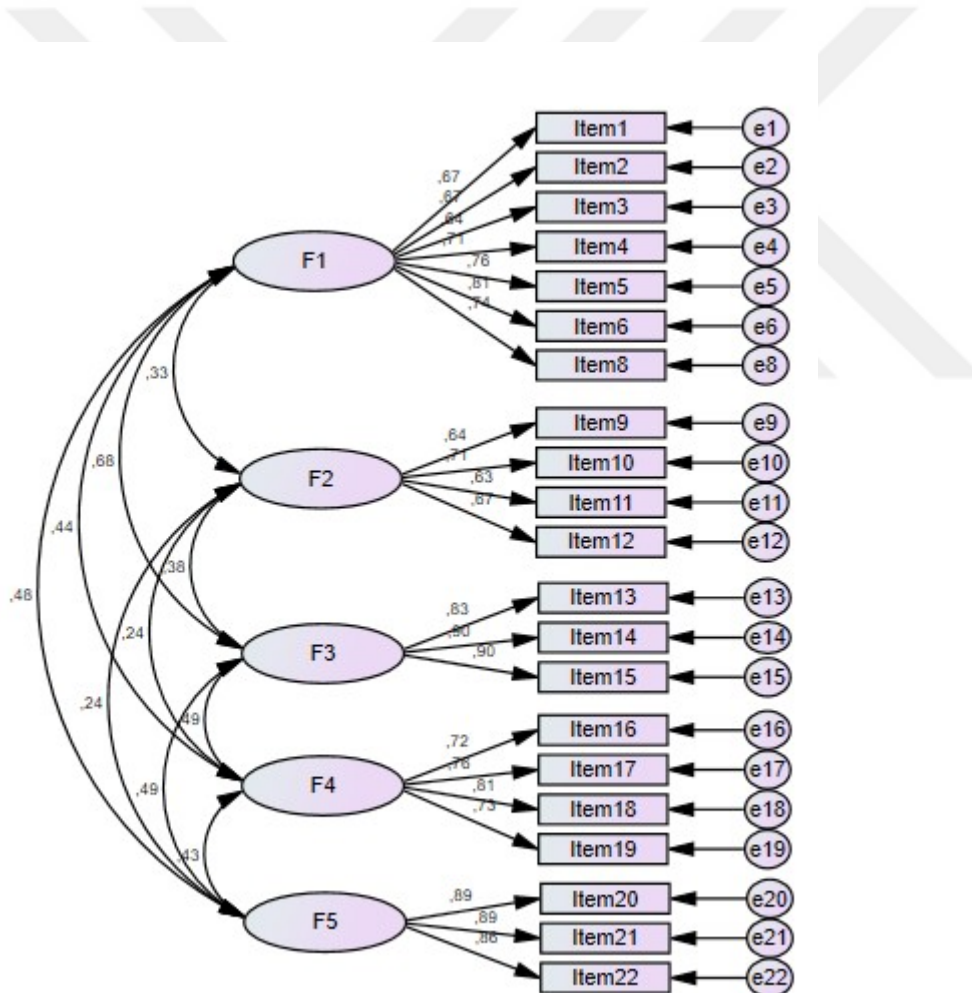 Item1 e1
,67
Item2 e2
,67
Item3 e3
,64
,71
Item4 e4
F1
,76
Item5 e5
,81
Item6 e6
,74
Item8 e8
,33
Item9 e9
,64
,71
Item10 e10
,68
F2
,63
Item11 e11
,67
,44
Item12 e12
,38
,48
Item13 e13
,83
,24
,90
Item14 e14
F3
,90
Item15 e15
,24
,49
Item16 e16
,72
,76
Item17 e17
F4
,81
,49
Item18 e18
,73
Item19 e19
,43
,89
Item20 e20
F5
,89
Item21 e21
,86
Item22 e22